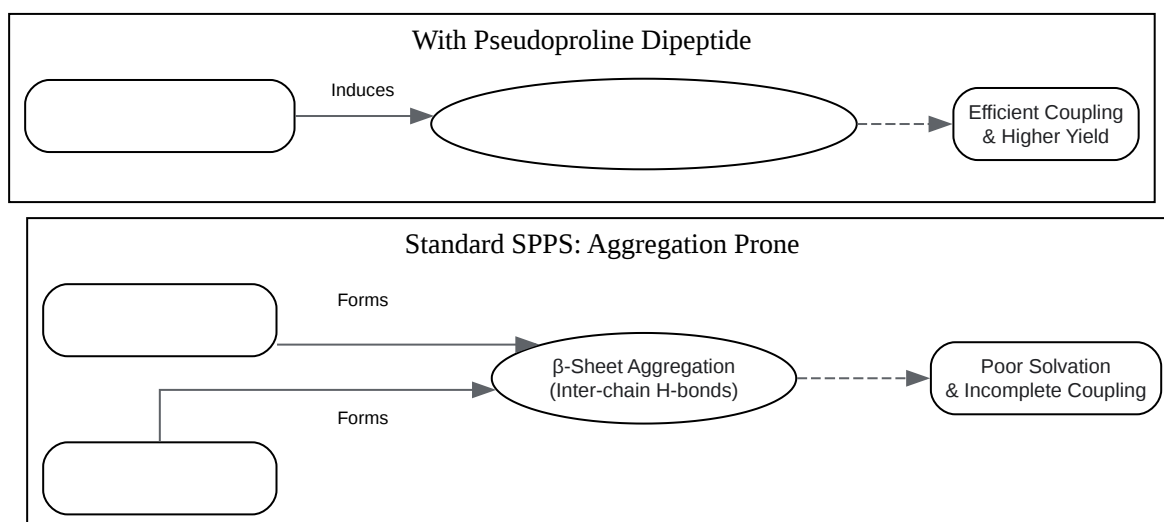 With Pseudoproline Dipeptide
Induces
Efficient Coupling
& Higher Yield
Standard SPPS: Aggregation Prone
Forms
β-Sheet Aggregation
(Inter-chain H-bonds)
Poor Solvation
& Incomplete Coupling
Forms